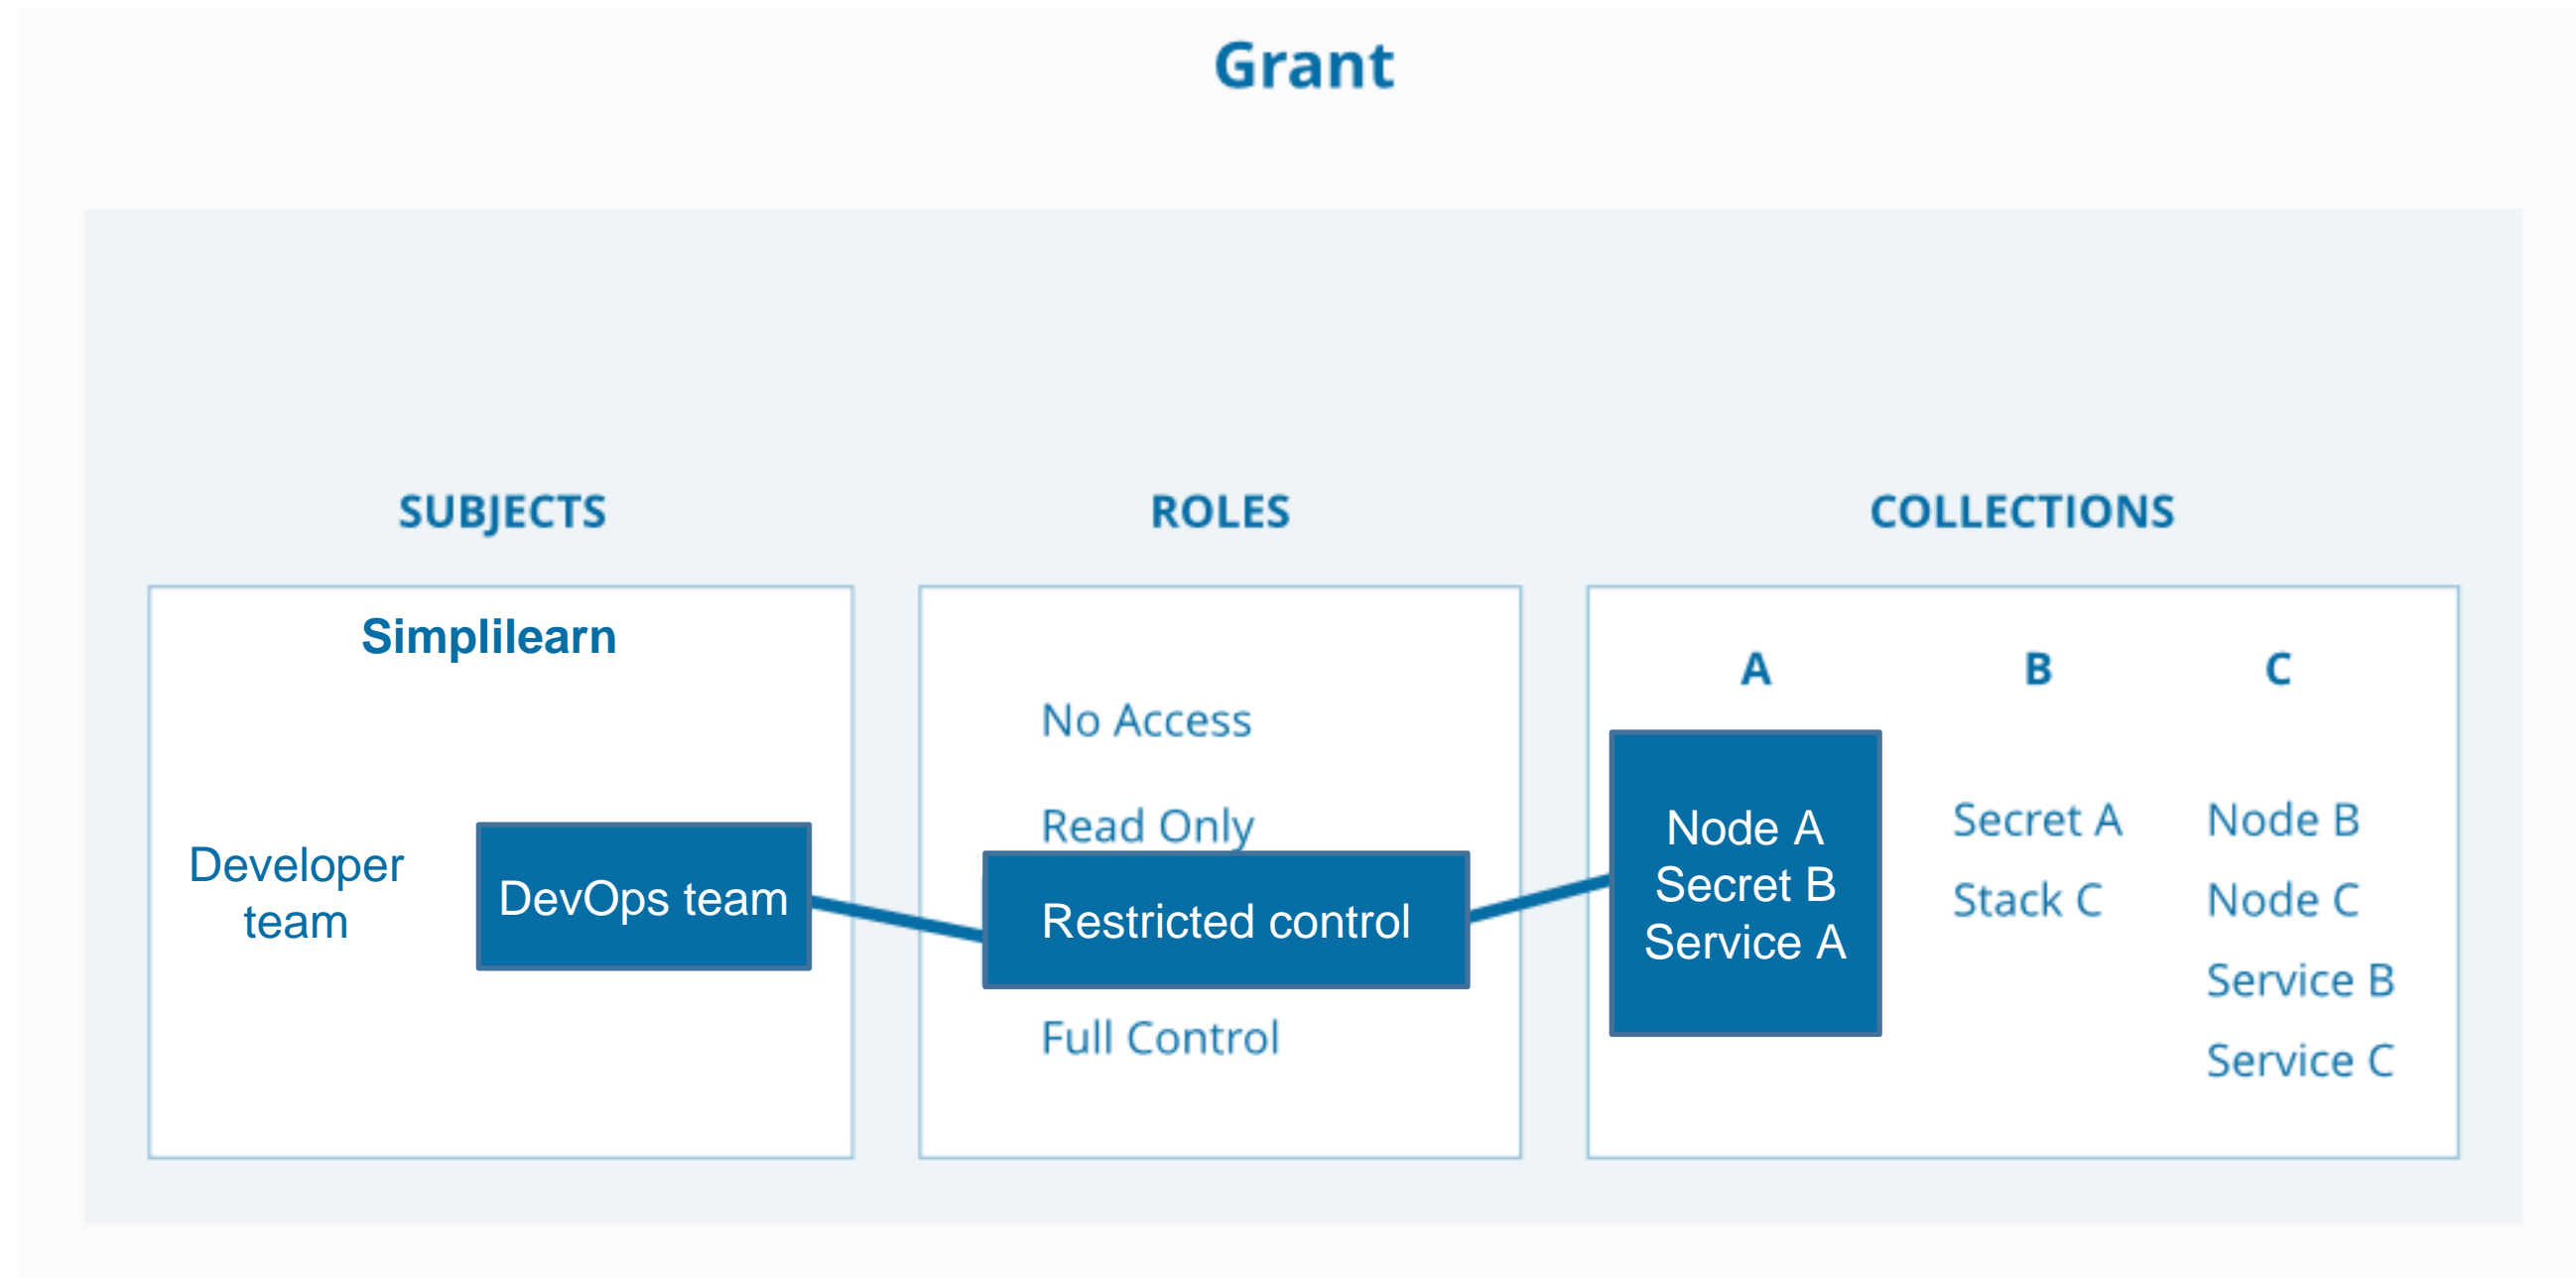 Grant
SUBJECTS
Simplilearn
Developer
team
DevOps team
ROLES
No Access
Read Only
Restricted control
Full Control
COLLECTIONS
A
Node A
Secret B
Service A
B
Secret A
Stack C
C
Node B
Node C
Service B
Service C